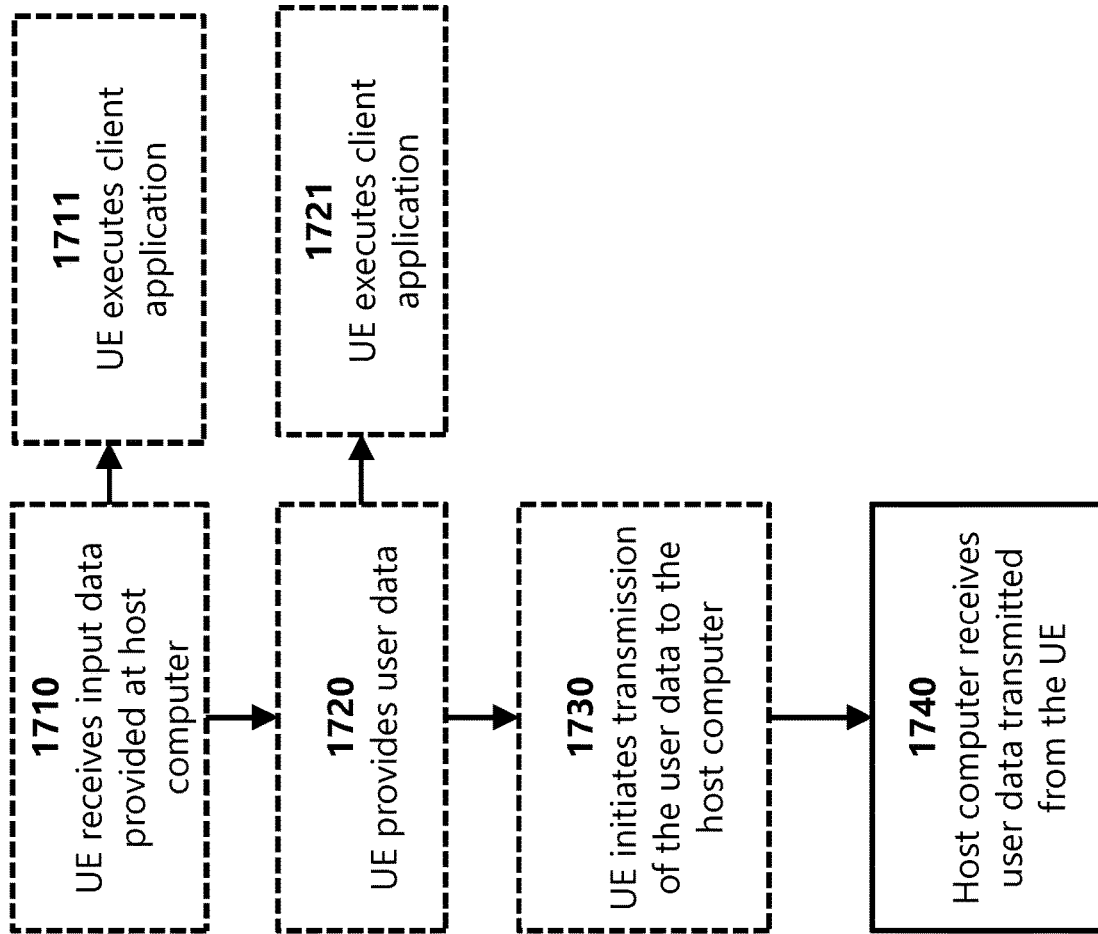 1710
UE receives input data
provided at host
computer
1711
UE executes client
application
1720
UE provides user data
1721
UE executes client
application
1730
UE initiates transmission
of the user data to the
host computer
1740
Host computer receives
user data transmitted
from the UE